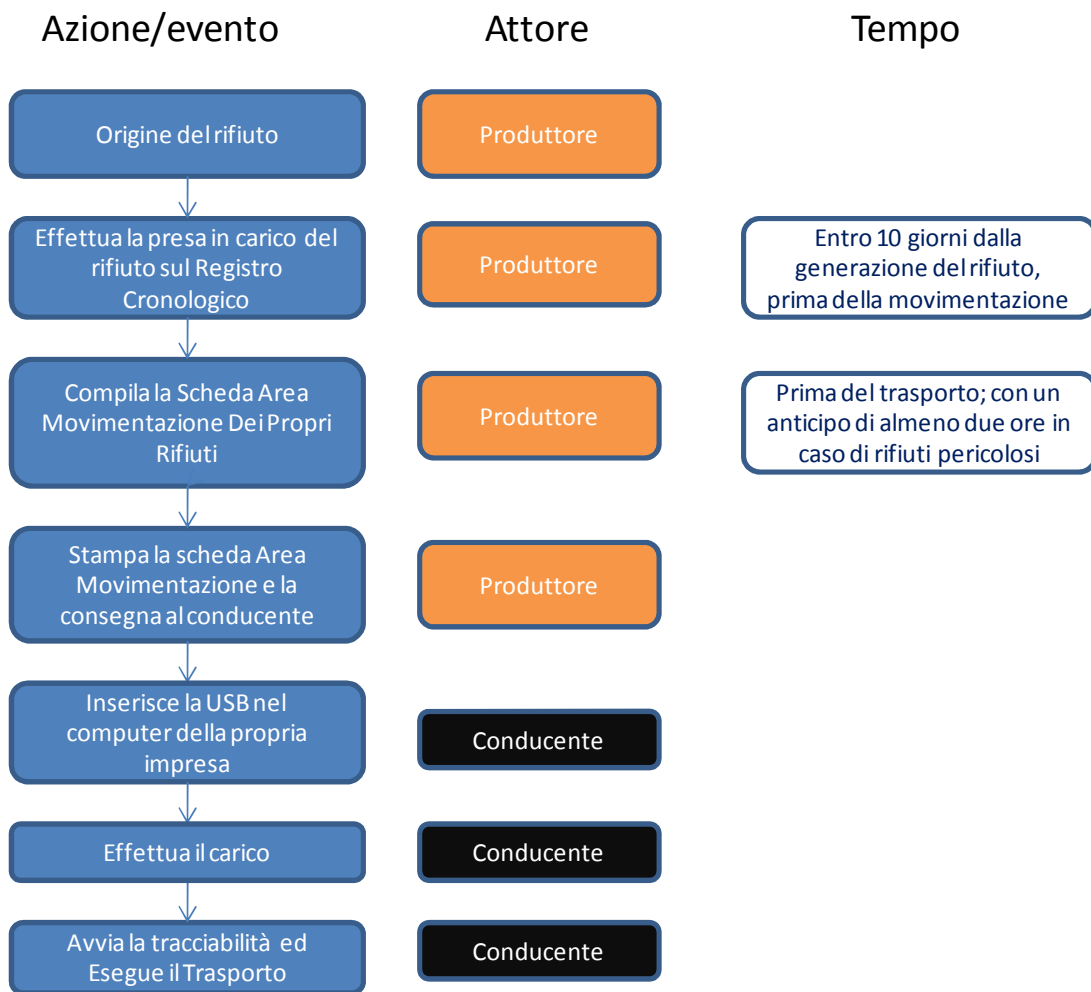 Azione/evento
Attore
Tempo
Origine del rifiuto
Produttore
Effettua la presa in carico del
rifiuto sul Registro
Cronologico
Produttore
Entro 10 giorni dalla
generazione del rifiuto,
prima della movimentazione
Compila la Scheda Area
Movimentazione Dei Propri
Rifiuti
Produttore
Prima del trasporto; con un
anticipo di almeno due ore in
caso di rifiuti pericolosi
Stampa la scheda Area
Movimentazione e la
consegna al conducente
Produttore
Inserisce la USB nel
computer della propria
impresa
Conducente
Effettua il carico
Conducente
Avvia la tracciabilità ed
Esegue il Trasporto
Conducente